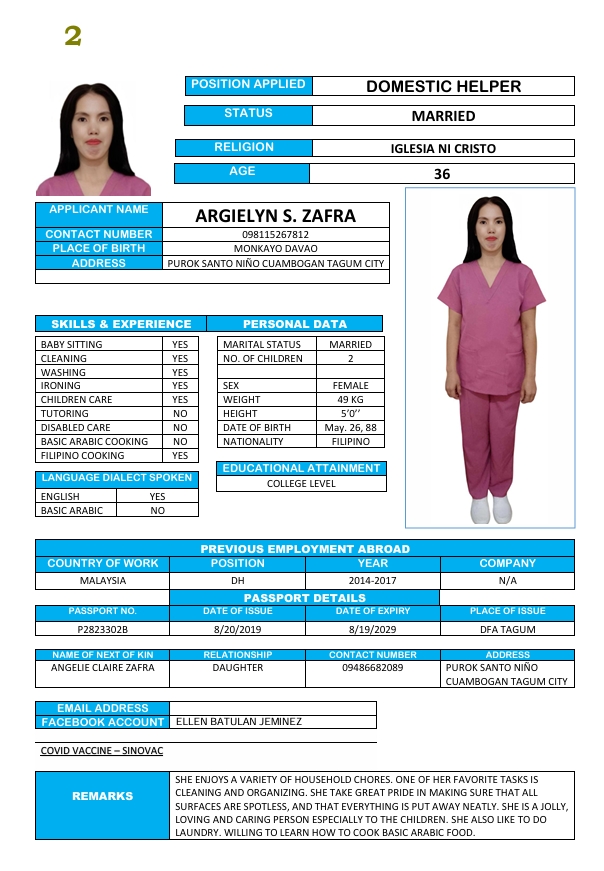 2
POSITION APPLIED DOMESTIC HELPER
STATUS MARRIED
RELIGION IGLESIA NI CRISTO
AGE 36
APPLICANT NAME ARGIELYN S. ZAFRA
CONTACT NUMBER 098115267812
PLACE OF BIRTH MONKAYO DAVAO
ADDRESS PUROK SANTO NIÑO CUAMBOGAN TAGUM CITY
SKILLS & EXPERIENCE
BABY SITTING YES
CLEANING YES
WASHING YES
IRONING YES
CHILDREN CARE YES
TUTORING NO
DISABLED CARE NO
BASIC ARABIC COOKING NO
FILIPINO COOKING YES
LANGUAGE DIALECT SPOKEN
ENGLISH YES
BASIC ARABIC NO
PERSONAL DATA
MARITAL STATUS MARRIED
NO. OF CHILDREN 2
SEX FEMALE
WEIGHT 49 KG
HEIGHT 5’0’’
DATE OF BIRTH May. 26, 88
NATIONALITY FILIPINO
EDUCATIONAL ATTAINMENT
COLLEGE LEVEL
PREVIOUS EMPLOYMENT ABROAD
COUNTRY OF WORK POSITION YEAR COMPANY
MALAYSIA DH 2014-2017 N/A
PASSPORT DETAILS
PASSPORT NO. DATE OF ISSUE DATE OF EXPIRY PLACE OF ISSUE
P2823302B 8/20/2019 8/19/2029 DFA TAGUM
NAME OF NEXT OF KIN RELATIONSHIP CONTACT NUMBER ADDRESS
ANGELIE CLAIRE ZAFRA DAUGHTER 09486682089 PUROK SANTO NIÑO
CUAMBOGAN TAGUM CITY
EMAIL ADDRESS
FACEBOOK ACCOUNT ELLEN BATULAN JEMINEZ
COVID VACCINE – SINOVAC
REMARKS
SHE ENJOYS A VARIETY OF HOUSEHOLD CHORES. ONE OF HER FAVORITE TASKS IS
CLEANING AND ORGANIZING. SHE TAKE GREAT PRIDE IN MAKING SURE THAT ALL
SURFACES ARE SPOTLESS, AND THAT EVERYTHING IS PUT AWAY NEATLY. SHE IS A JOLLY,
LOVING AND CARING PERSON ESPECIALLY TO THE CHILDREN. SHE ALSO LIKE TO DO
LAUNDRY. WILLING TO LEARN HOW TO COOK BASIC ARABIC FOOD.